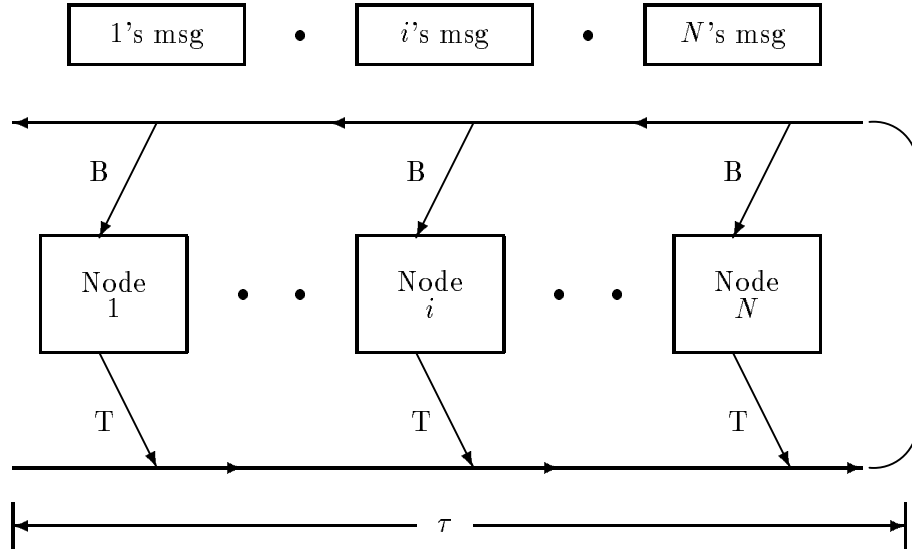 1's msg i's msg N's msg
B B B
Node Node Node
1 i N
T T T
τ